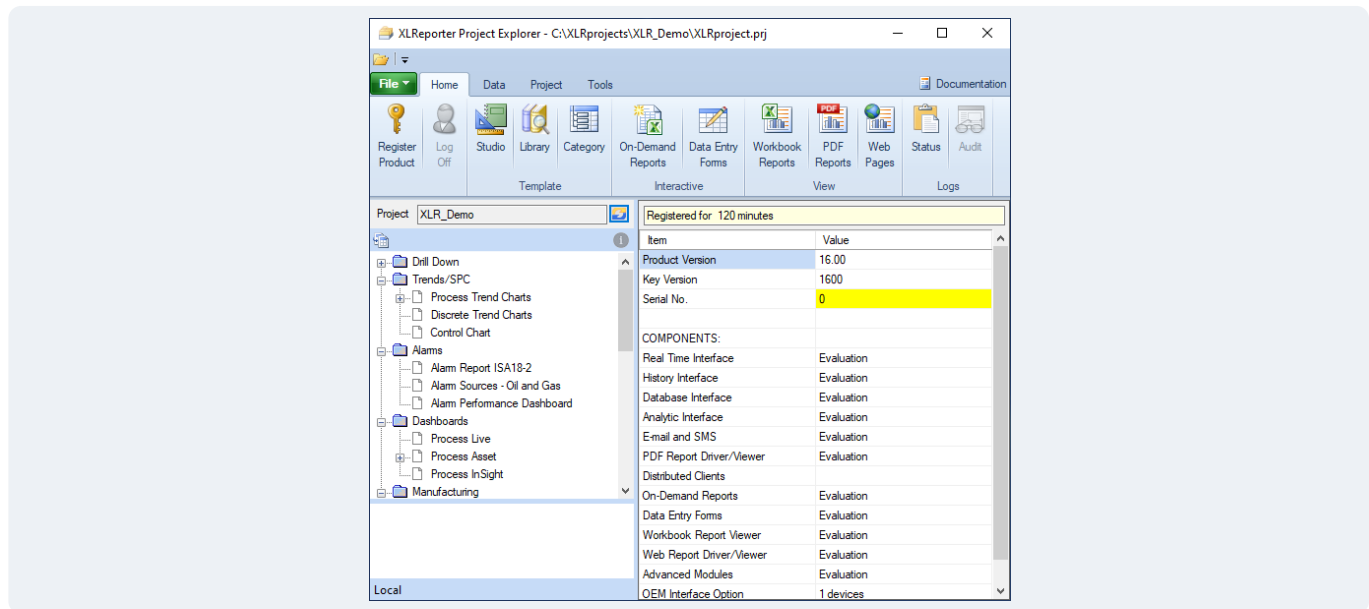 XLReporter Project Explorer - C:\XLRprojects\XLR_Demo\XLRproject.prj
File Home Data Project Tools Documentation
Register Product
Log Off
Studio
Library
Category
On-Demand Reports
Data Entry Forms
Workbook Reports
PDF Reports
Web Pages
Status
Audit
Template Interactive View Logs
Project XLR_Demo
Drill Down
Trends/SPC
Process Trend Charts
Discrete Trend Charts
Control Chart
Alarms
Alarm Report ISA18-2
Alarm Sources - Oil and Gas
Alarm Performance Dashboard
Dashboards
Process Live
Process Asset
Process InSight
Manufacturing
Local
Registered for 120 minutes
Item Value
Product Version 16.00
Key Version 1600
Serial No. 0
COMPONENTS:
Real Time Interface Evaluation
History Interface Evaluation
Database Interface Evaluation
Analytic Interface Evaluation
E-mail and SMS Evaluation
PDF Report Driver/Viewer Evaluation
Distributed Clients
On-Demand Reports Evaluation
Data Entry Forms Evaluation
Workbook Report Viewer Evaluation
Web Report Driver/Viewer Evaluation
Advanced Modules Evaluation
OEM Interface Option 1 devices